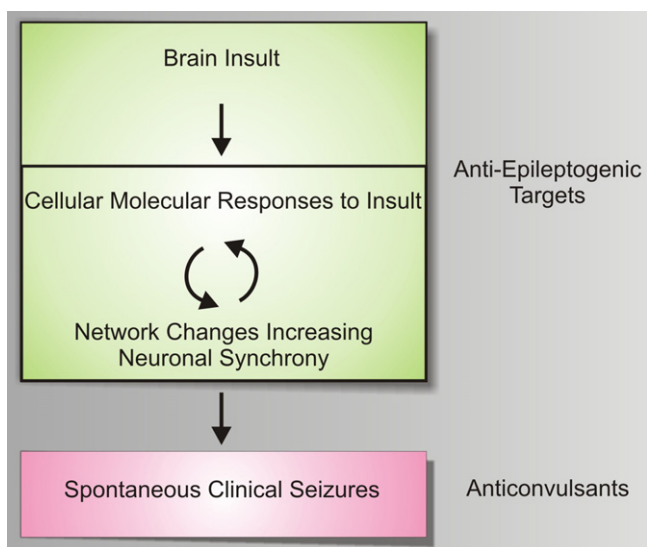 Brain Insult
Anti-Epileptogenic
Targets
Cellular Molecular Responses to Insult
Network Changes Increasing
Neuronal Synchrony
Spontaneous Clinical Seizures
Anticonvulsants